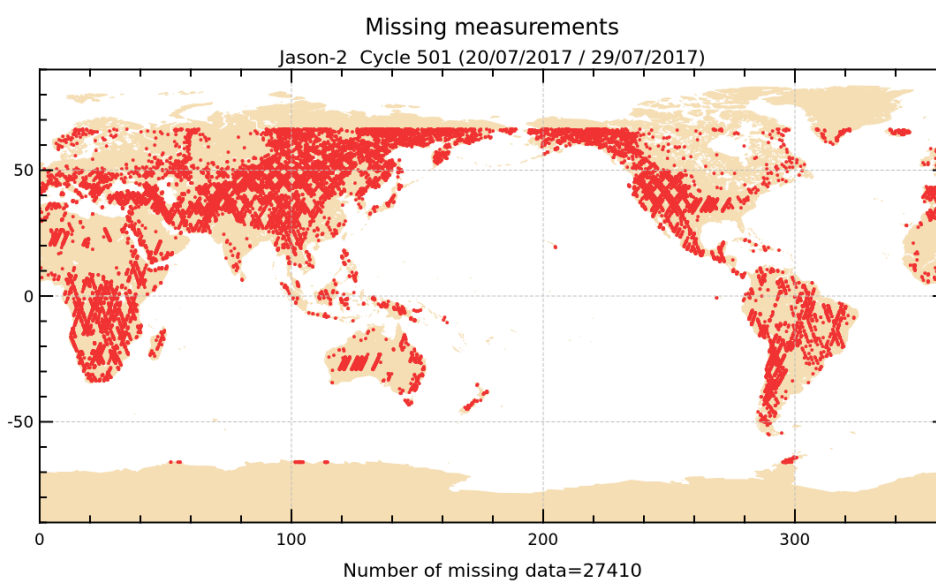 Missing measurements
Jason-2 Cycle 501 (20/07/2017 / 29/07/2017)
50
0
-50
0 100 200 300
Number of missing data=27410